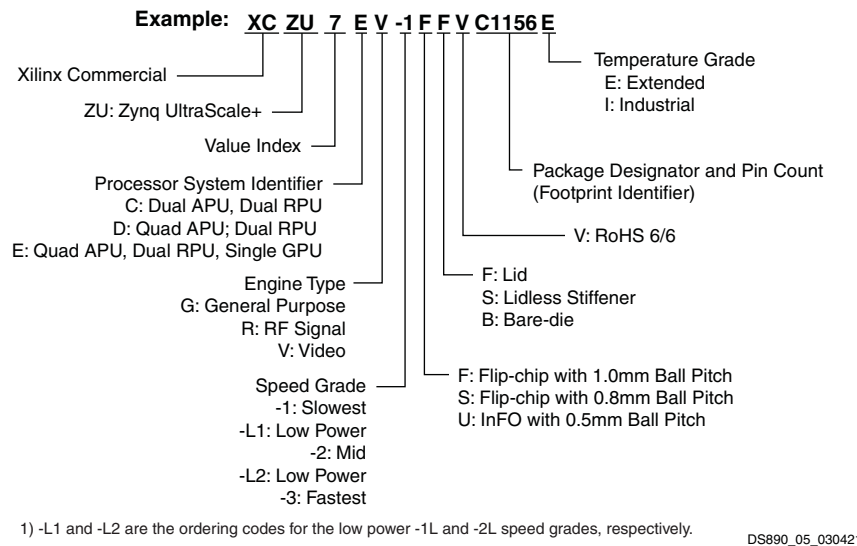 Example: XC ZU 7 E V -1 F F V C1156 E
Xilinx Commercial
ZU: Zynq UltraScale+
Value Index
Processor System Identifier
C: Dual APU, Dual RPU
D: Quad APU; Dual RPU
E: Quad APU, Dual RPU, Single GPU
Engine Type
G: General Purpose
R: RF Signal
V: Video
Speed Grade
-1: Slowest
-L1: Low Power
-2: Mid
-L2: Low Power
-3: Fastest
Temperature Grade
E: Extended
I: Industrial
Package Designator and Pin Count
(Footprint Identifier)
V: RoHS 6/6
F: Lid
S: Lidless Stiffener
B: Bare-die
F: Flip-chip with 1.0mm Ball Pitch
S: Flip-chip with 0.8mm Ball Pitch
U: InFO with 0.5mm Ball Pitch
1) -L1 and -L2 are the ordering codes for the low power -1L and -2L speed grades, respectively.
DS890_05_030421